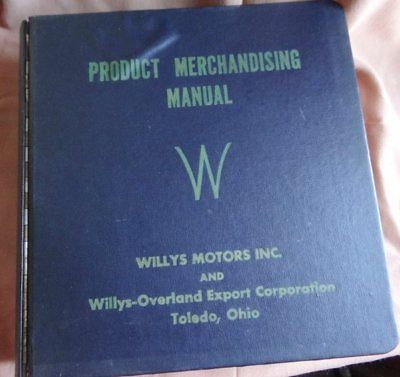 PRODUCT MERCHANDISING
MANUAL
W
WILLYS MOTORS INC.
AND
Willys-Overland Export Corporation
Toledo, Ohio